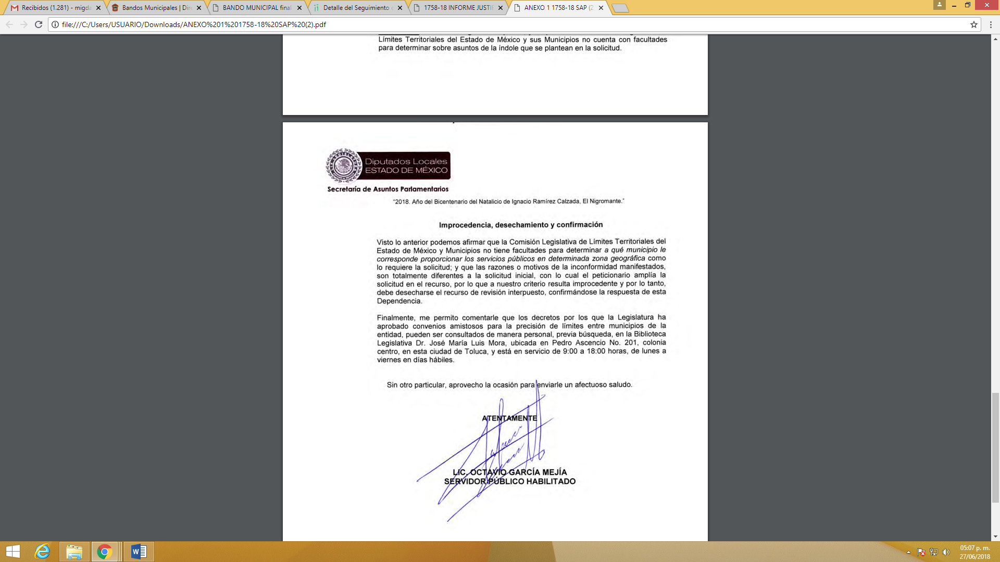 Recibidos (1.281) - migda
Bandos Municipales | Dire
BANDO MUNICIPAL final
Detalle del Seguimiento d
1758-18 INFORME JUSTIF
ANEXO 1 1758-18 SAP (2
file:///C:/Users/USUARIO/Downloads/ANEXO%201%201758-18%20SAP%20(2).pdf
Límites Territoriales del Estado de México y sus Municipios no cuenta con facultades
para determinar sobre asuntos de la índole que se plantean en la solicitud.
Diputados Locales
ESTADO DE MÉXICO
Secretaría de Asuntos Parlamentarios
"2018. Año del Bicentenario del Natalicio de Ignacio Ramírez Calzada, El Nigromante."
Improcedencia, desechamiento y confirmación
Visto lo anterior podemos afirmar que la Comisión Legislativa de Límites Territoriales del
Estado de México y Municipios no tiene facultades para determinar a qué municipio le
corresponde proporcionar los servicios públicos en determinada zona geográfica como
lo requiere la solicitud; y que las razones o motivos de la inconformidad manifestados,
son totalmente diferentes a la solicitud inicial, con lo cual el peticionario amplía la
solicitud en el recurso, por lo que a nuestro criterio resulta improcedente y por lo tanto,
debe desecharse el recurso de revisión interpuesto, confirmándose la respuesta de esta
Dependencia.
Finalmente, me permito comentarle que los decretos por los que la Legislatura ha
aprobado convenios amistosos para la precisión de límites entre municipios de la
entidad, pueden ser consultados de manera personal, previa búsqueda, en la Biblioteca
Legislativa Dr. José María Luis Mora, ubicada en Pedro Ascencio No. 201, colonia
centro, en esta ciudad de Toluca, y está en servicio de 9:00 a 18:00 horas, de lunes a
viernes en días hábiles.
Sin otro particular, aprovecho la ocasión para enviarle un afectuoso saludo.
ATENTAMENTE
LIC. OCTAVIO GARCÍA MEJÍA
SERVIDOR PÚBLICO HABILITADO
05:07 p. m.
27/06/2018